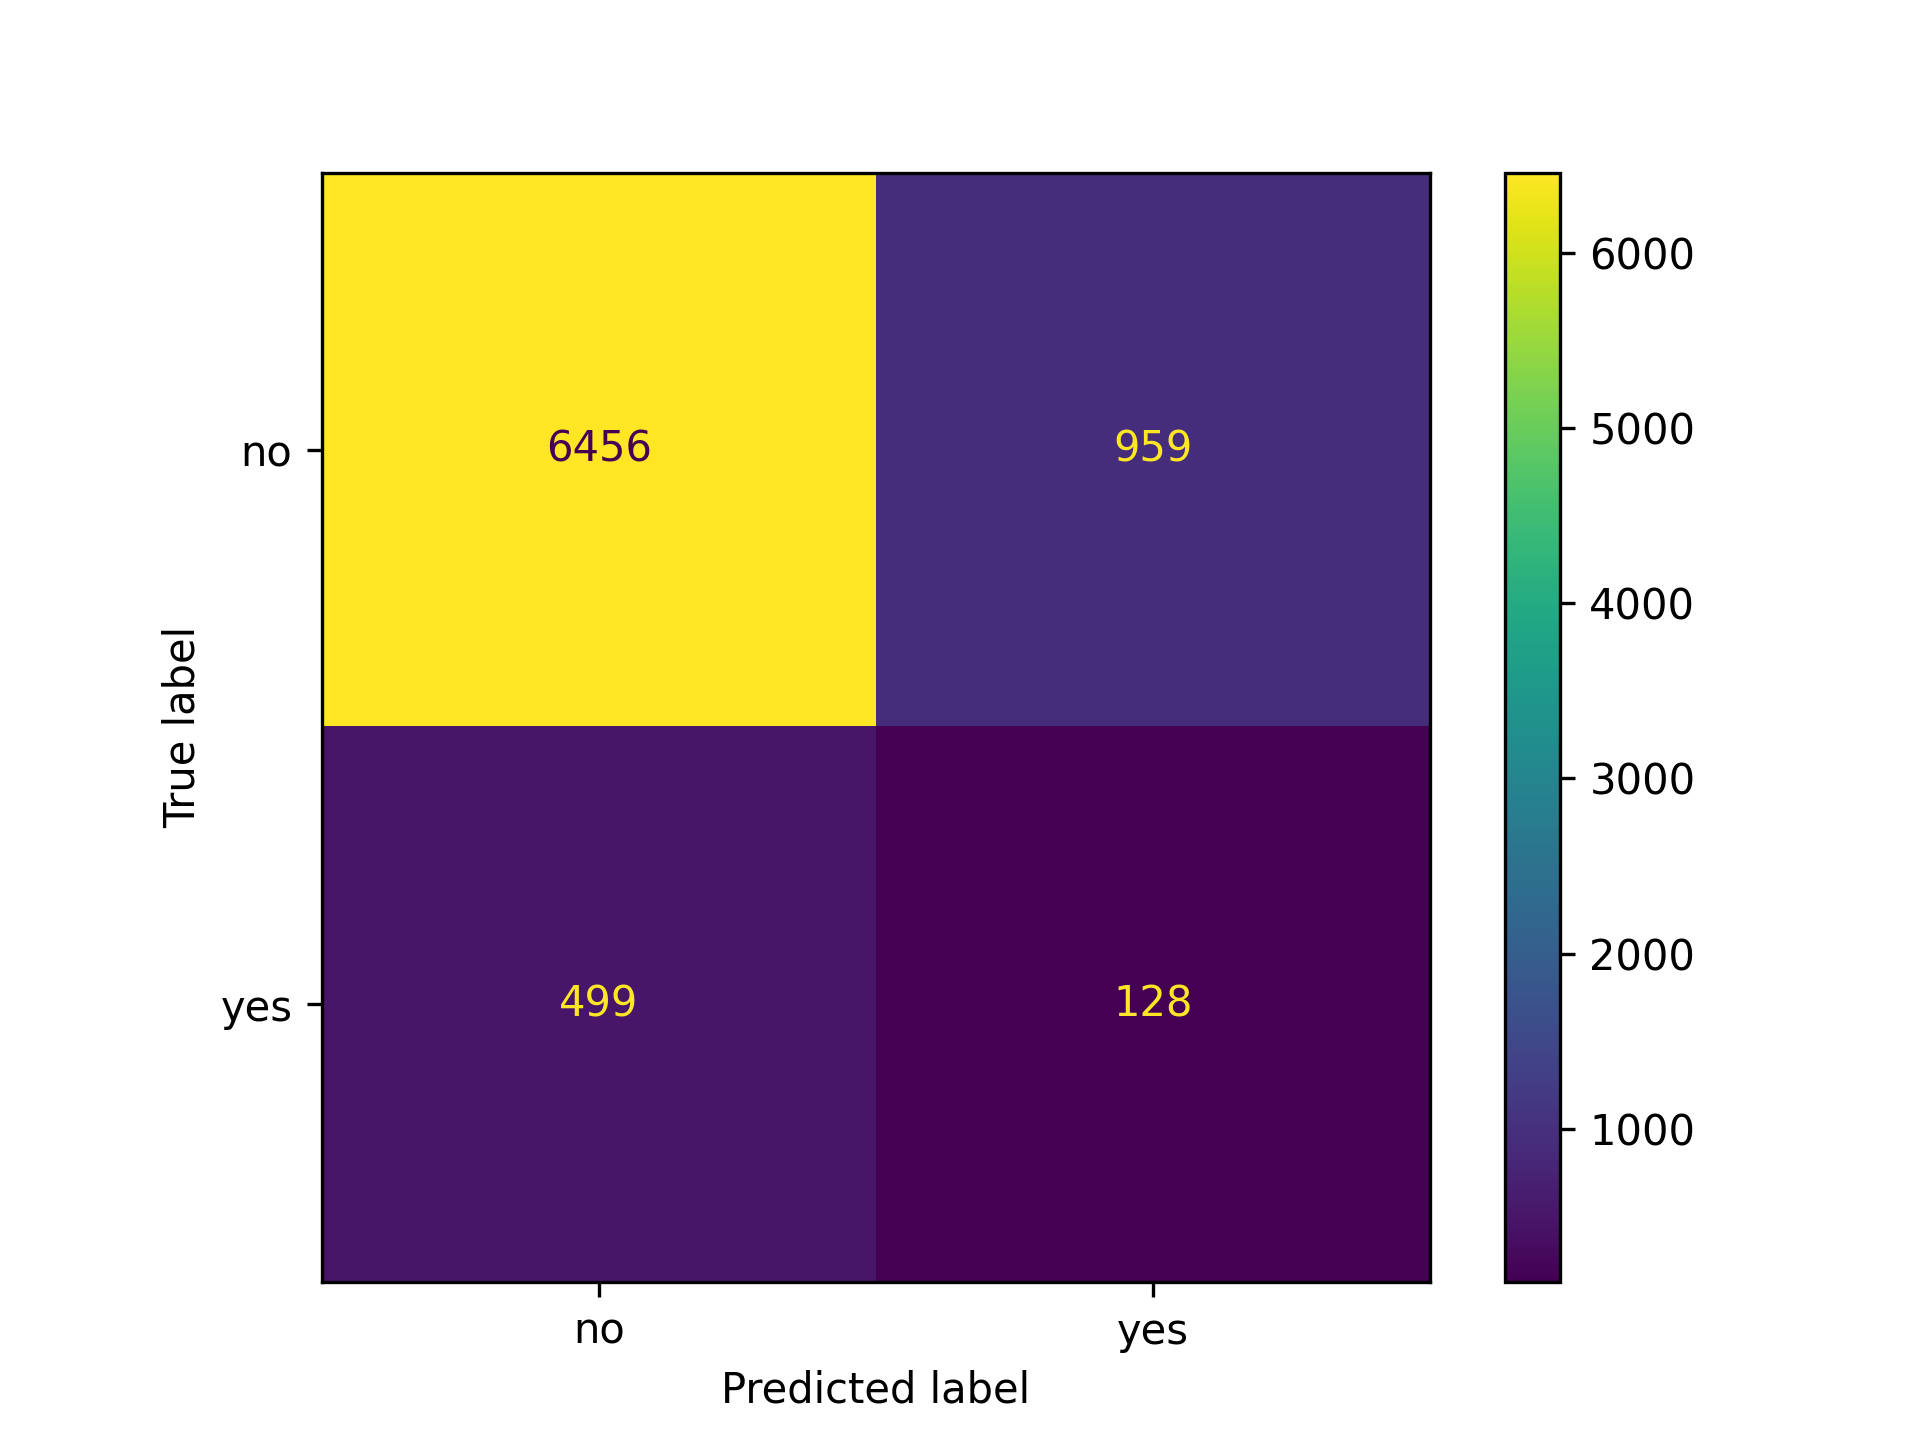 6000
no 6456 959
5000
4000
True label
3000
2000
yes 499 128
1000
no yes
Predicted label